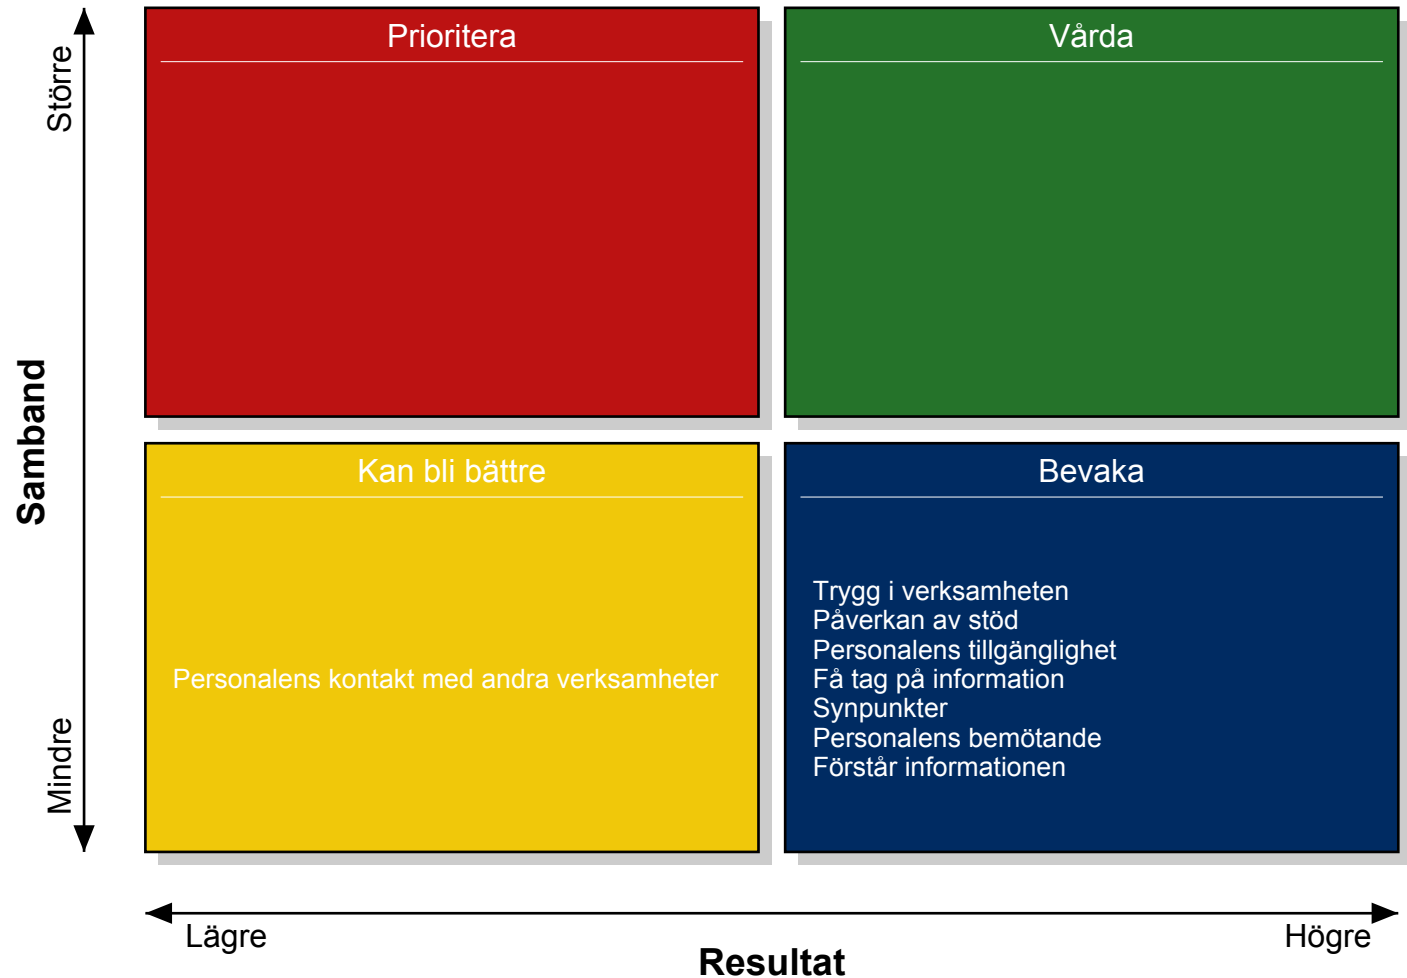 Större
Samband
Mindre
Prioritera
Vårda
Kan bli bättre
Personalens kontakt med andra verksamheter
Bevaka
Trygg i verksamheten
Påverkan av stöd
Personalens tillgänglighet
Få tag på information
Synpunkter
Personalens bemötande
Förstår informationen
Lägre
Högre
Resultat